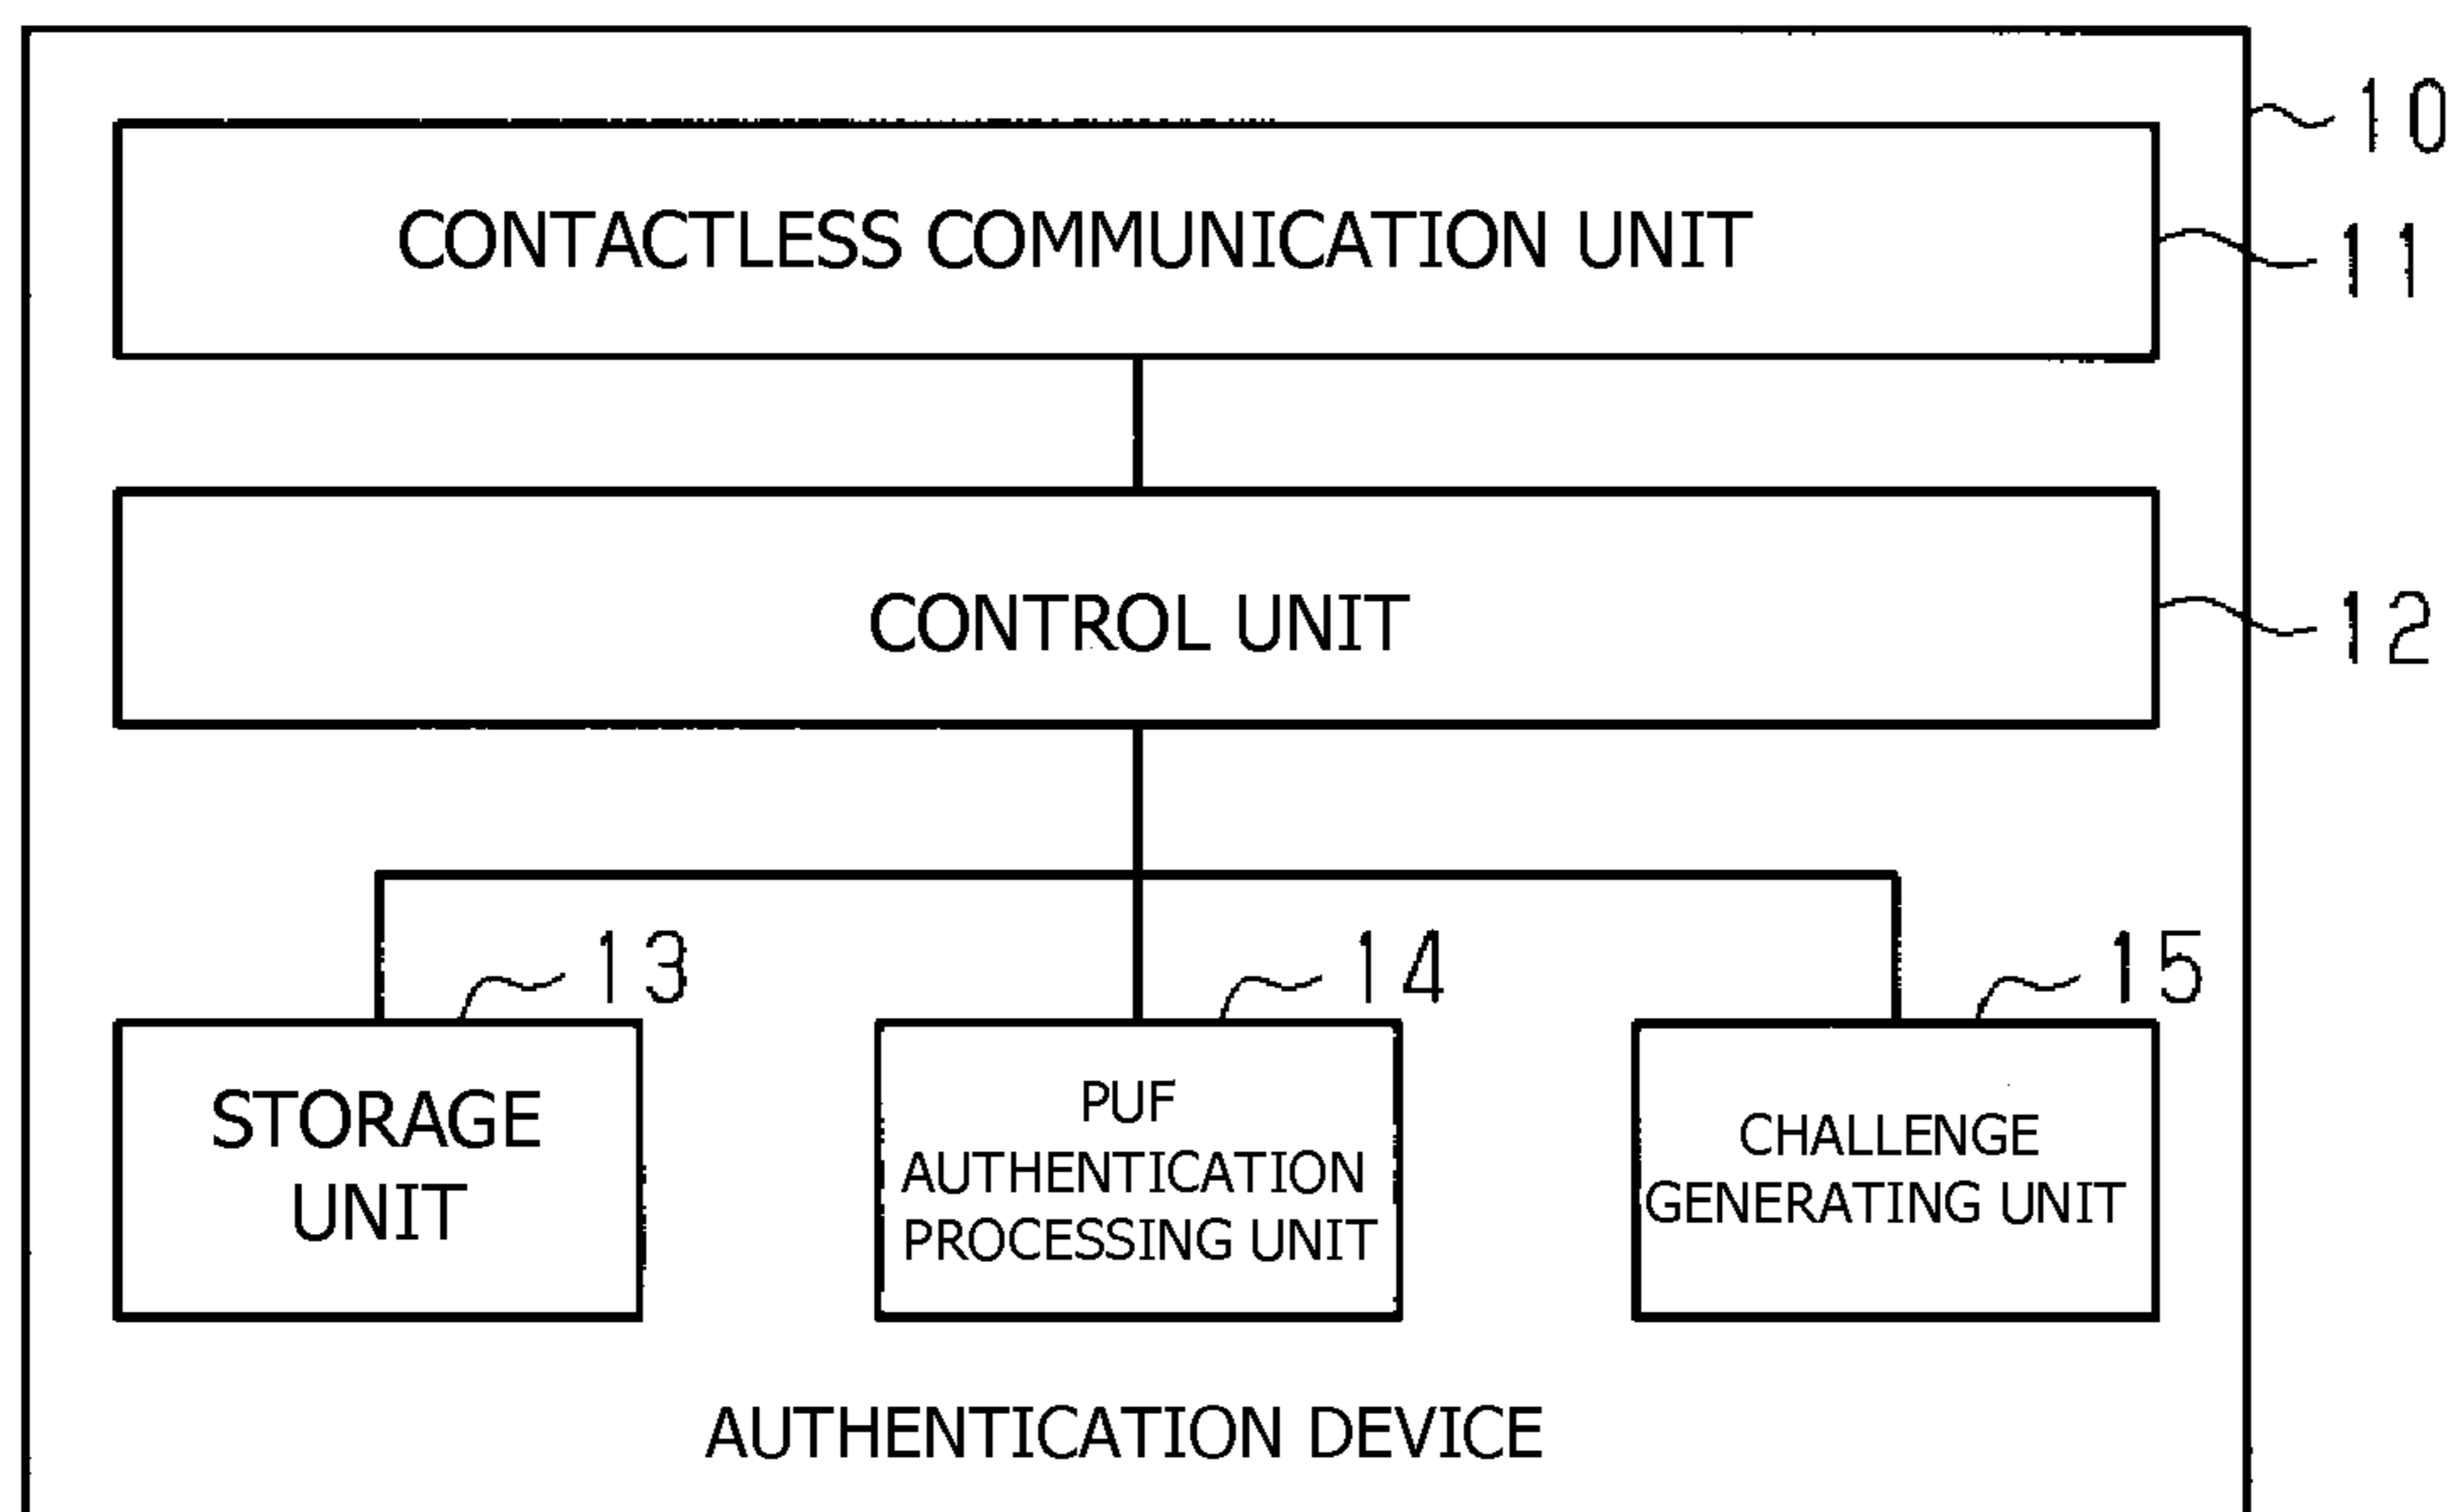 10
CONTACTLESS COMMUNICATION UNIT
11
CONTROL UNIT
12
13
14
15
STORAGE
UNIT
PUF
AUTHENTICATION
PROCESSING UNIT
CHALLENGE
GENERATING UNIT
AUTHENTICATION DEVICE